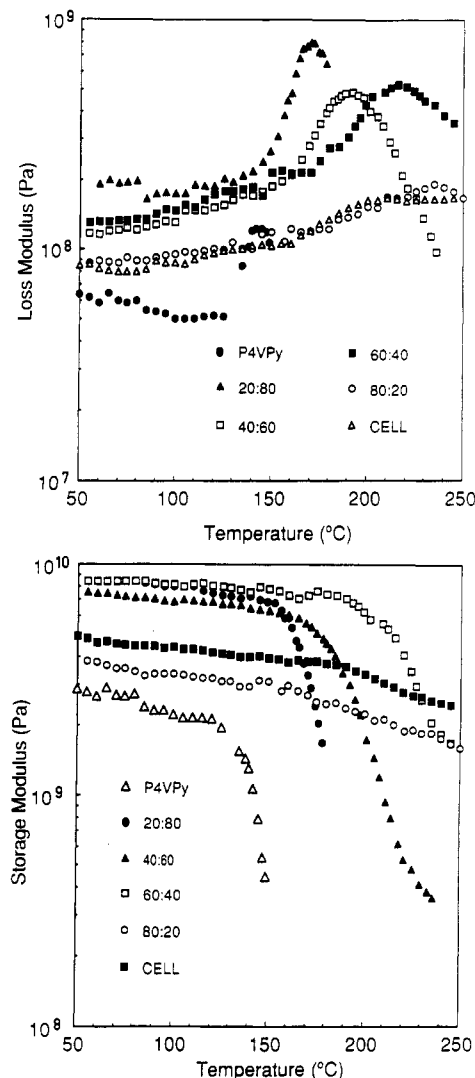 10⁹
10⁸
10⁷
Loss Modulus (Pa)
P4VPy
20:80
40:60
60:40
80:20
CELL
50 100 150 200 250
Temperature (ºC)
10¹⁰
10⁹
10⁸
Storage Modulus (Pa)
P4VPy
20:80
40:60
60:40
80:20
CELL
50 100 150 200 250
Temperature (ºC)